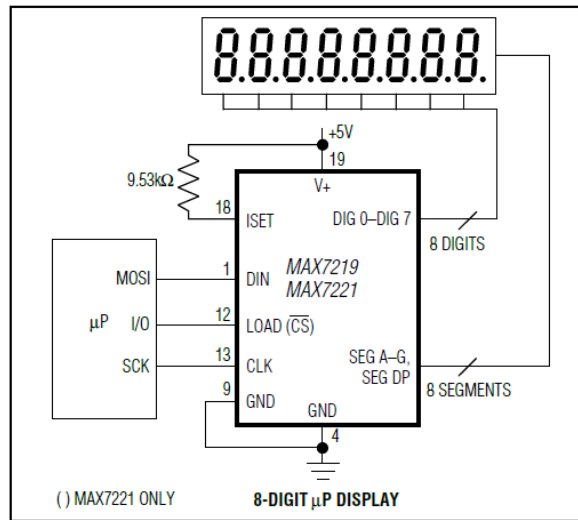 8.8.8.8.8.8.8.8.
+5V
19
9.53kΩ
V+
18
ISET
DIG 0–DIG 7
8 DIGITS
MOSI
1
DIN
MAX7219
MAX7221
µP
I/O
12
LOAD (C̅S̅)
SCK
13
CLK
SEG A–G,
SEG DP
8 SEGMENTS
9
GND
GND
4
( ) MAX7221 ONLY
8-DIGIT µP DISPLAY